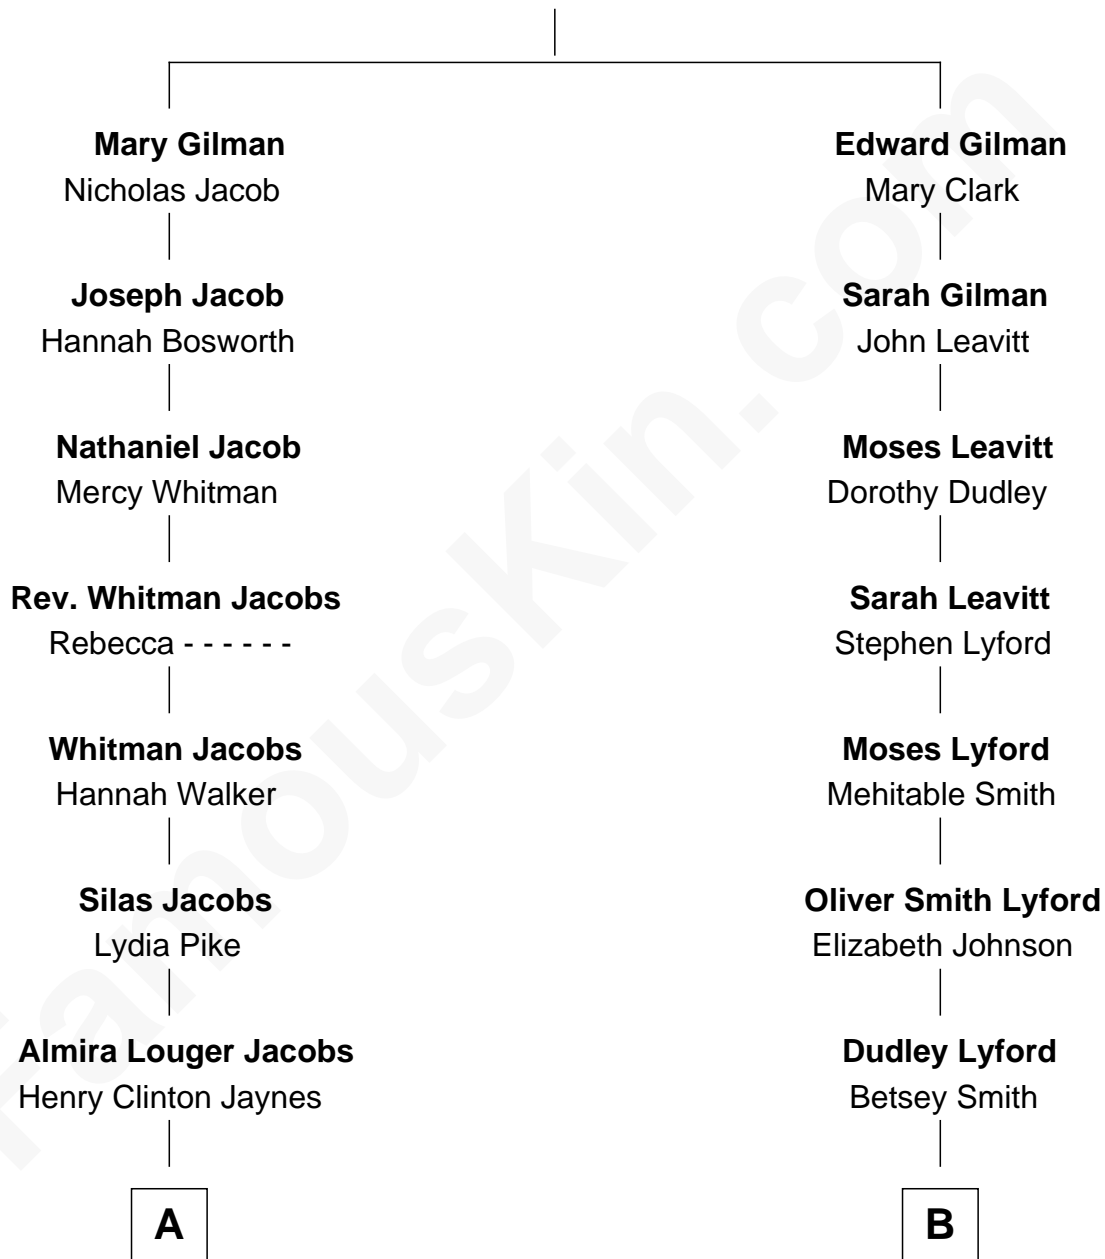 Mary Gilman
Nicholas Jacob
Joseph Jacob
Hannah Bosworth
Nathaniel Jacob
Mercy Whitman
Rev. Whitman Jacobs
Rebecca - - - - - -
Whitman Jacobs
Hannah Walker
Silas Jacobs
Lydia Pike
Almira Louger Jacobs
Henry Clinton Jaynes
A
Edward Gilman
Mary Clark
Sarah Gilman
John Leavitt
Moses Leavitt
Dorothy Dudley
Sarah Leavitt
Stephen Lyford
Moses Lyford
Mehitable Smith
Oliver Smith Lyford
Elizabeth Johnson
Dudley Lyford
Betsey Smith
B
FamousKin.com